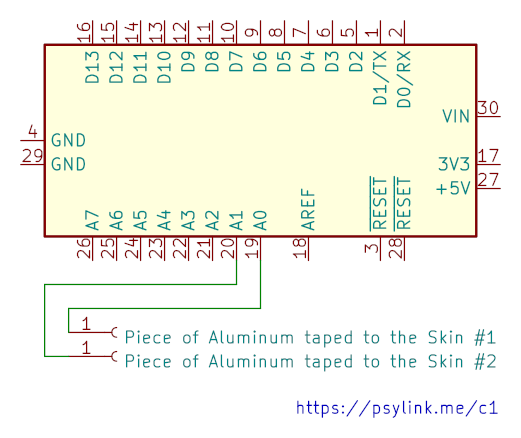 16 15 14 13 12 11 10 9 8 7 6 5 1 2
D13 D12 D11 D10 D9 D8 D7 D6 D5 D4 D3 D2 D1/TX D0/RX
VIN 30
4 GND
29 GND
3V3 17
+5V 27
A7 A6 A5 A4 A3 A2 A1 A0 AREF RESET RESET
26 25 24 23 22 21 20 19 18 3 28
1 Piece of Aluminum taped to the Skin #1
1 Piece of Aluminum taped to the Skin #2
https://psylink.me/c1